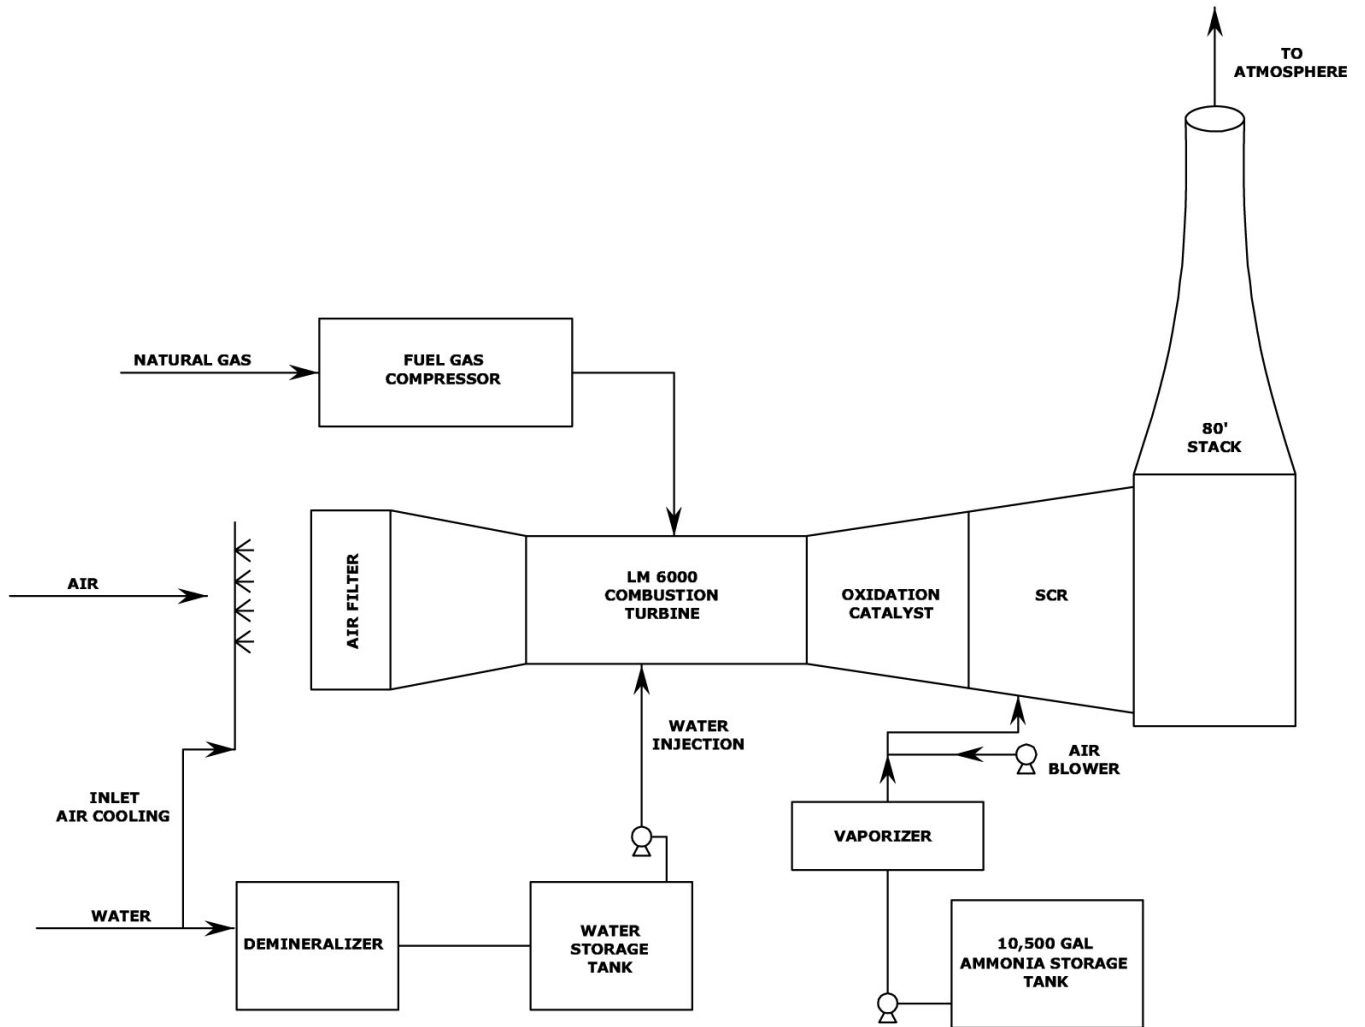 TO
ATMOSPHERE
NATURAL GAS
FUEL GAS
COMPRESSOR
80'
STACK
AIR
AIR FILTER
LM 6000
COMBUSTION
TURBINE
OXIDATION
CATALYST
SCR
WATER
INJECTION
AIR
BLOWER
INLET
AIR COOLING
VAPORIZER
WATER
DEMINERALIZER
WATER
STORAGE
TANK
10,500 GAL
AMMONIA STORAGE
TANK